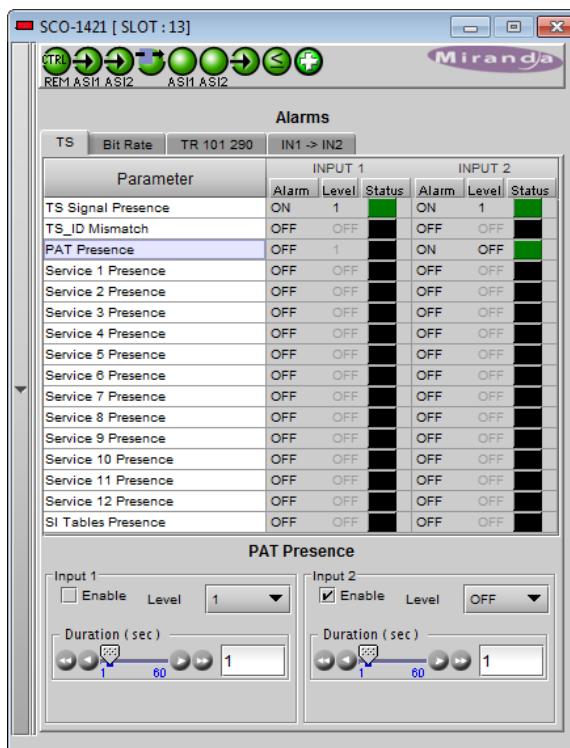 SCO-1421 [ SLOT : 13]
CTRL
REM ASI1 ASI2 ASI1 ASI2
Miranda
Alarms
TS Bit Rate TR 101 290 IN1 -> IN2
Parameter INPUT 1 INPUT 2
Alarm Level Status Alarm Level Status
TS Signal Presence ON 1 ON 1
TS_ID Mismatch OFF OFF OFF OFF
PAT Presence OFF 1 ON OFF
Service 1 Presence OFF OFF OFF OFF
Service 2 Presence OFF OFF OFF OFF
Service 3 Presence OFF OFF OFF OFF
Service 4 Presence OFF OFF OFF OFF
Service 5 Presence OFF OFF OFF OFF
Service 6 Presence OFF OFF OFF OFF
Service 7 Presence OFF OFF OFF OFF
Service 8 Presence OFF OFF OFF OFF
Service 9 Presence OFF OFF OFF OFF
Service 10 Presence OFF OFF OFF OFF
Service 11 Presence OFF OFF OFF OFF
Service 12 Presence OFF OFF OFF OFF
SI Tables Presence OFF OFF OFF OFF
PAT Presence
Input 1 Input 2
Enable Level 1 Enable Level OFF
Duration ( sec ) Duration ( sec )
1 60 1 1 60 1